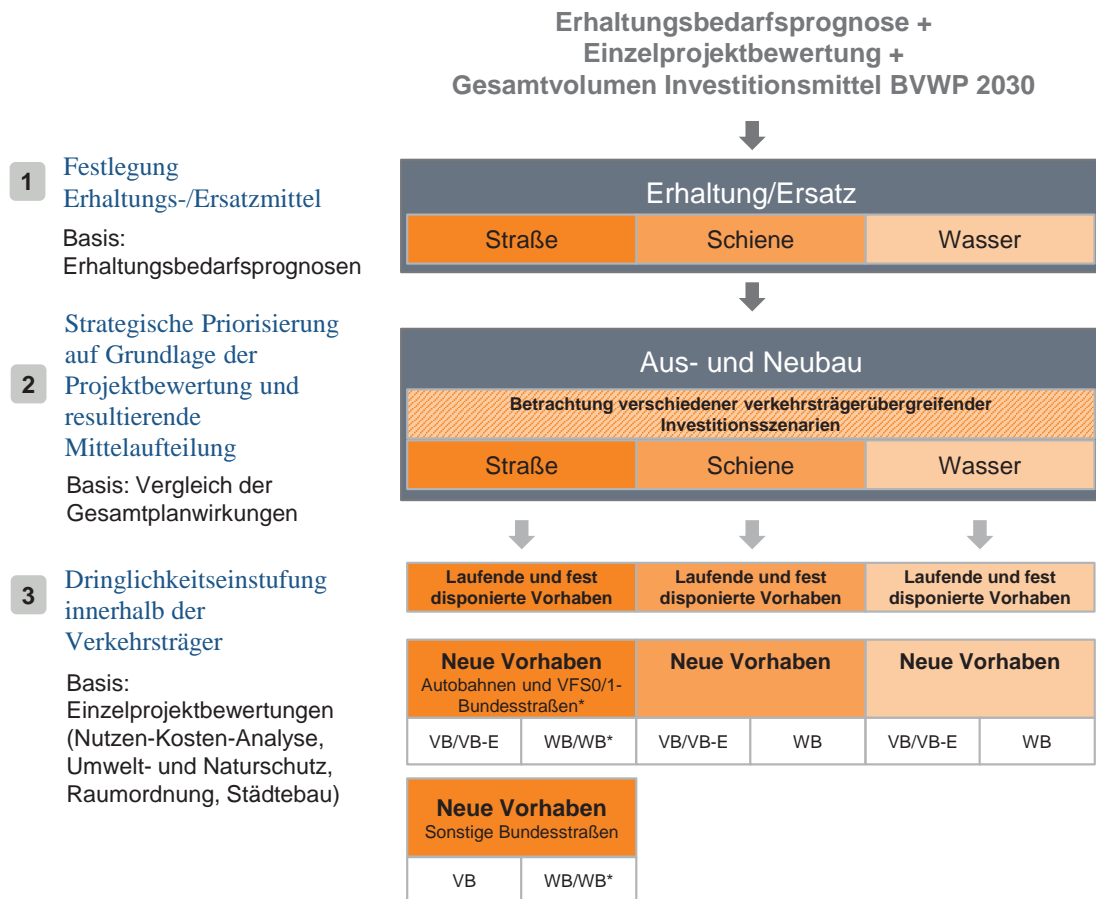 Erhaltungsbedarfsprognose +
Einzelprojektbewertung +
Gesamtvolumen Investitionsmittel BVWP 2030
1
Festlegung
Erhaltungs-/Ersatzmittel
Basis:
Erhaltungsbedarfsprognosen
Erhaltung/Ersatz
Straße
Schiene
Wasser
2
Strategische Priorisierung
auf Grundlage der
Projektbewertung und
resultierende
Mittelaufteilung
Basis: Vergleich der
Gesamtplanwirkungen
Aus- und Neubau
Betrachtung verschiedener verkehrsträgerübergreifender
Investitionsszenarien
Straße
Schiene
Wasser
3
Dringlichkeitseinstufung
innerhalb der
Verkehrsträger
Basis:
Einzelprojektbewertungen
(Nutzen-Kosten-Analyse,
Umwelt- und Naturschutz,
Raumordnung, Städtebau)
Laufende und fest
disponierte Vorhaben
Laufende und fest
disponierte Vorhaben
Laufende und fest
disponierte Vorhaben
Neue Vorhaben
Autobahnen und VFS0/1-
Bundesstraßen*
VB/VB-E
WB/WB*
Neue Vorhaben
VB/VB-E
WB
Neue Vorhaben
VB/VB-E
WB
Neue Vorhaben
Sonstige Bundesstraßen
VB
WB/WB*